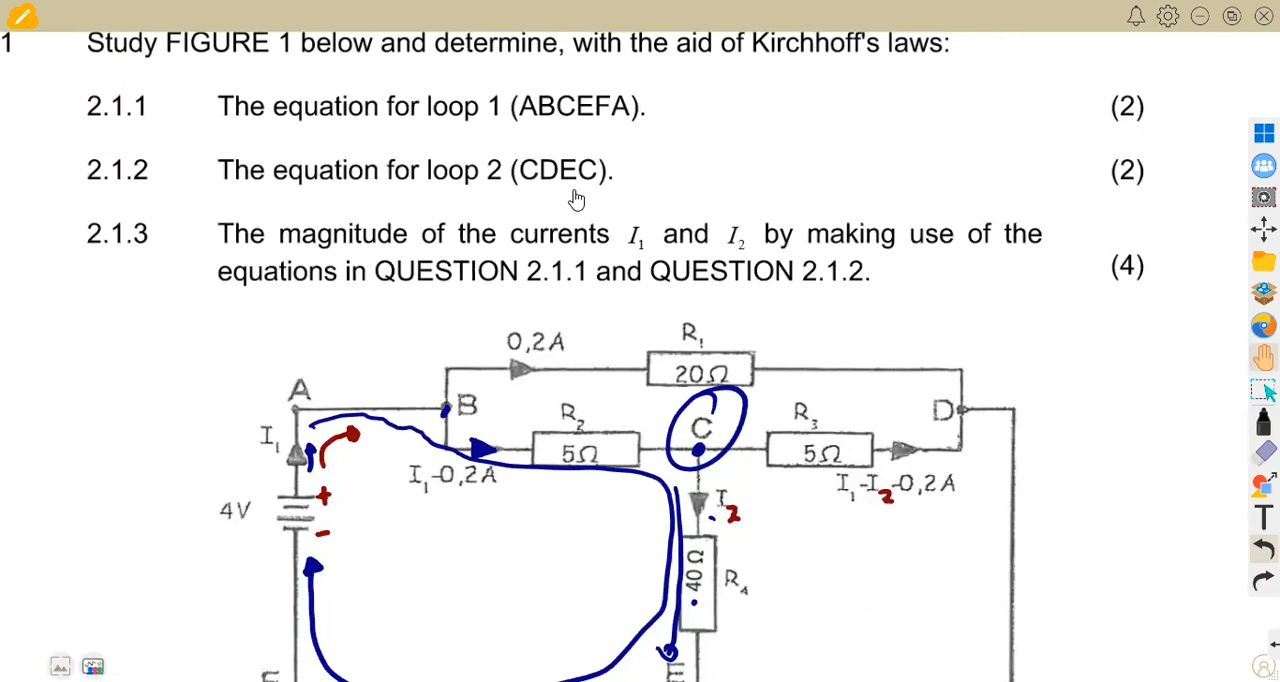 1 Study FIGURE 1 below and determine, with the aid of Kirchhoff's laws:
2.1.1 The equation for loop 1 (ABCEFA). (2)
2.1.2 The equation for loop 2 (CDEC). (2)
2.1.3 The magnitude of the currents I₁ and I₂ by making use of the
equations in QUESTION 2.1.1 and QUESTION 2.1.2. (4)
0,2A R₁
20Ω
A B R₂ C R₃ D
I₁ 5Ω 5Ω
I₁-0,2A I₁-I₂-0,2A
+
4V I₂
-
40Ω R₄
E
T